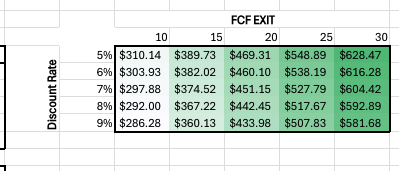 FCF EXIT
10 15 20 25 30
Discount Rate
5% $310.14 $389.73 $469.31 $548.89 $628.47
6% $303.93 $382.02 $460.10 $538.19 $616.28
7% $297.88 $374.52 $451.15 $527.79 $604.42
8% $292.00 $367.22 $442.45 $517.67 $592.89
9% $286.28 $360.13 $433.98 $507.83 $581.68